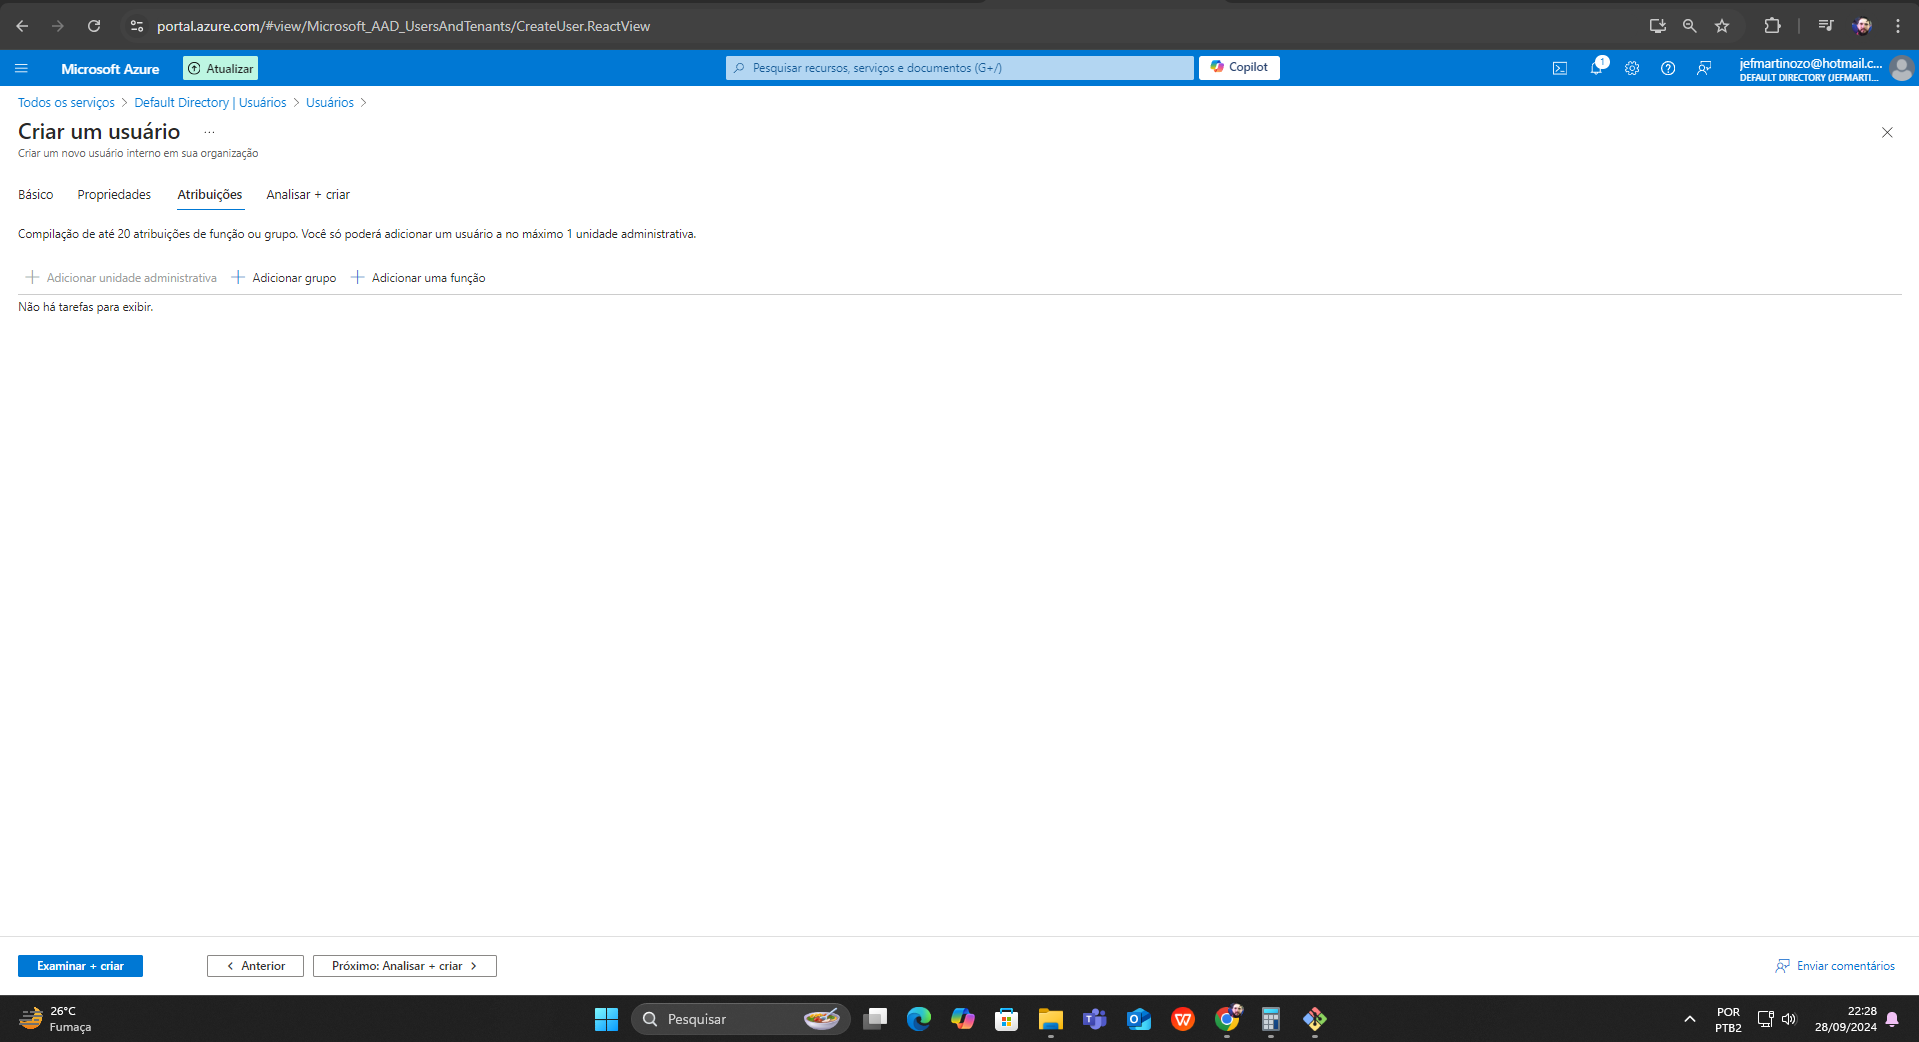 portal.azure.com/#view/Microsoft_AAD_UsersAndTenants/CreateUser.ReactView
Microsoft Azure
Atualizar
Pesquisar recursos, serviços e documentos (G+/)
Copilot
1
jefmartinozo@hotmail.c...
DEFAULT DIRECTORY (JEFMARTI...
Todos os serviços > Default Directory | Usuários > Usuários >
Criar um usuário ...
Criar um novo usuário interno em sua organização
Básico Propriedades Atribuições Analisar + criar
Compilação de até 20 atribuições de função ou grupo. Você só poderá adicionar um usuário a no máximo 1 unidade administrativa.
Adicionar unidade administrativa Adicionar grupo Adicionar uma função
Não há tarefas para exibir.
Examinar + criar
< Anterior
Próximo: Analisar + criar >
Enviar comentários
26°C
Fumaça
Pesquisar
POR
PTB2
22:28
28/09/2024